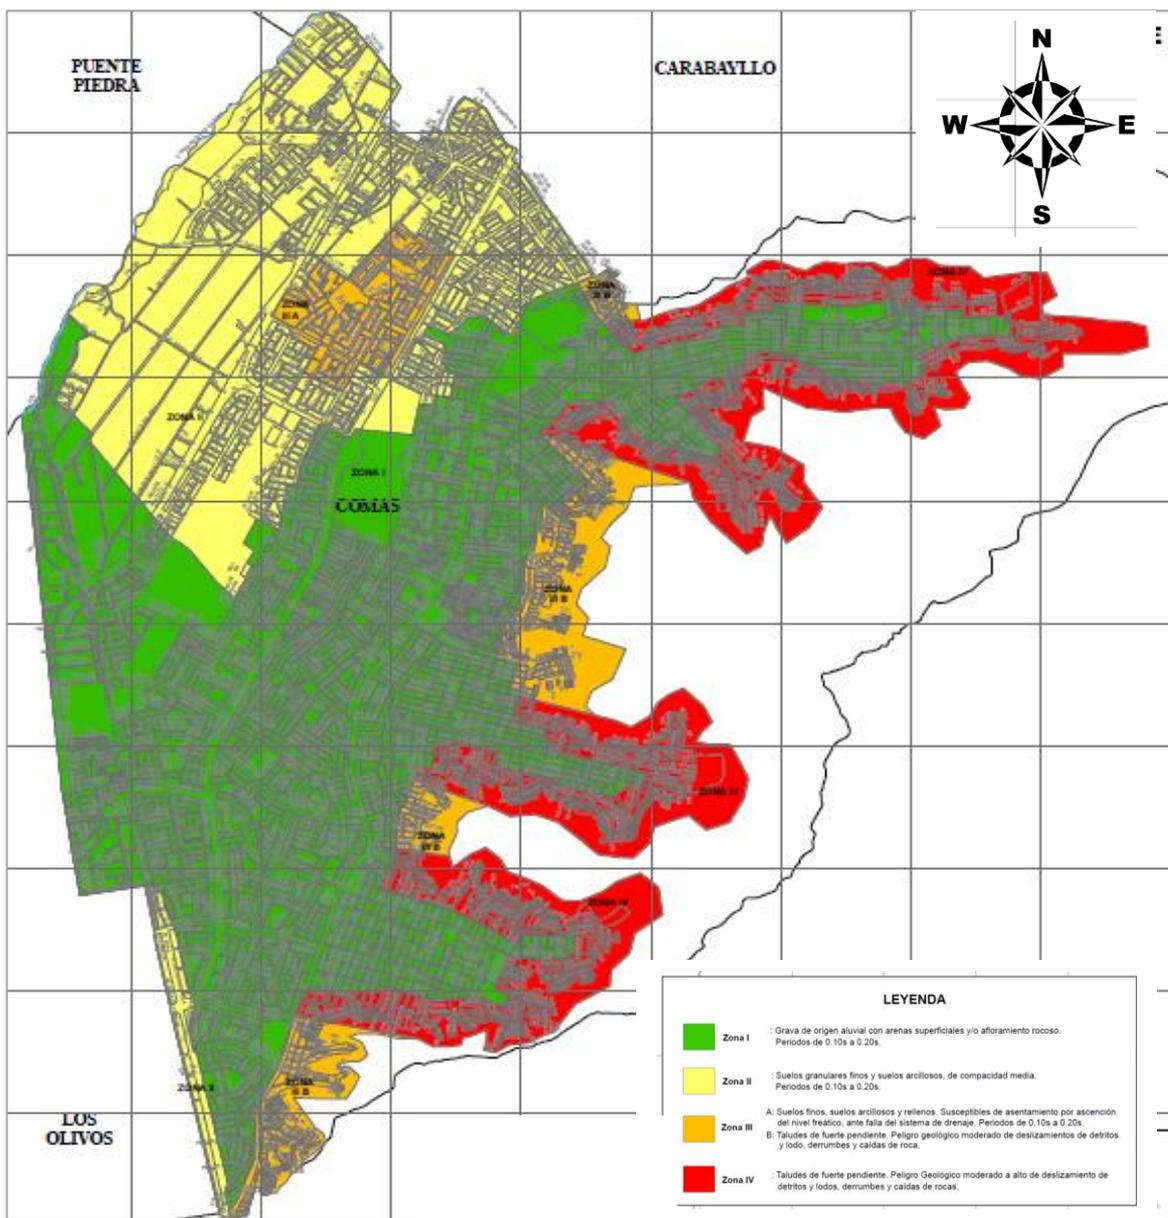 PUENTE
PIEDRA
CARABAYLLO
N
W
E
S
ZONA IV
ZONA
III B
ZONA
III A
ZONA II
ZONA I
COMAS
ZONA
III B
ZONA IV
ZONA
III B
ZONA IV
ZONA II
ZONA
III B
LOS
OLIVOS
LEYENDA
Zona I : Grava de origen aluvial con arenas superficiales y/o afloramiento rocoso.
Periodos de 0.10s a 0.20s.
Zona II : Suelos granulares finos y suelos arcillosos, de compacidad media.
Periodos de 0.10s a 0.20s.
Zona III A: Suelos finos, suelos arcillosos y rellenos. Susceptibles de asentamiento por ascención
del nivel freático, ante falla del sistema de drenaje. Periodos de 0.10s a 0.20s.
B: Taludes de fuerte pendiente. Peligro geológico moderado de deslizamientos de detritos
y lodo, derrumbes y caídas de roca.
Zona IV : Taludes de fuerte pendiente. Peligro Geológico moderado a alto de deslizamiento de
detritos y lodos, derrumbes y caídas de rocas.